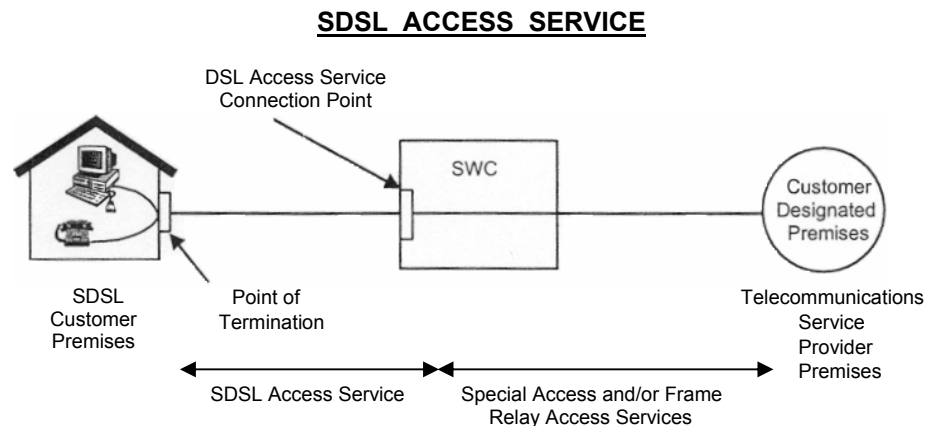 SDSL ACCESS SERVICE
DSL Access Service
Connection Point
SWC
Customer
Designated
Premises
SDSL
Customer
Premises
Point of
Termination
Telecommunications
Service
Provider
Premises
SDSL Access Service
Special Access and/or Frame
Relay Access Services